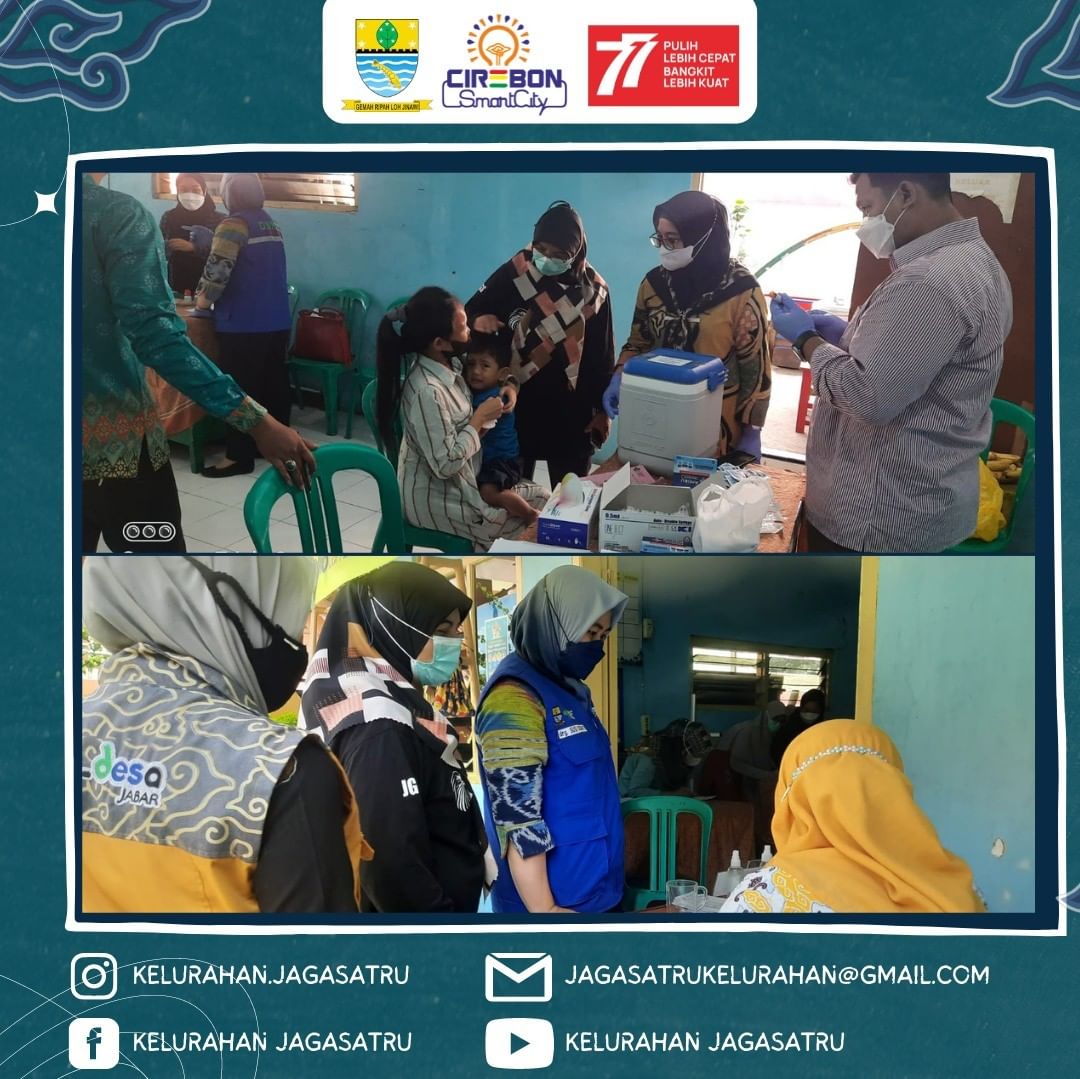 GEMAH RIPAH LOH JINAWI
CIREBON
SmartCity
77
PULIH
LEBIH CEPAT
BANGKIT
LEBIH KUAT
desa
JABAR
JG
KELURAHAN.JAGASATRU
JAGASATRUKELURAHAN@GMAIL.COM
KELURAHAN JAGASATRU
KELURAHAN JAGASATRU